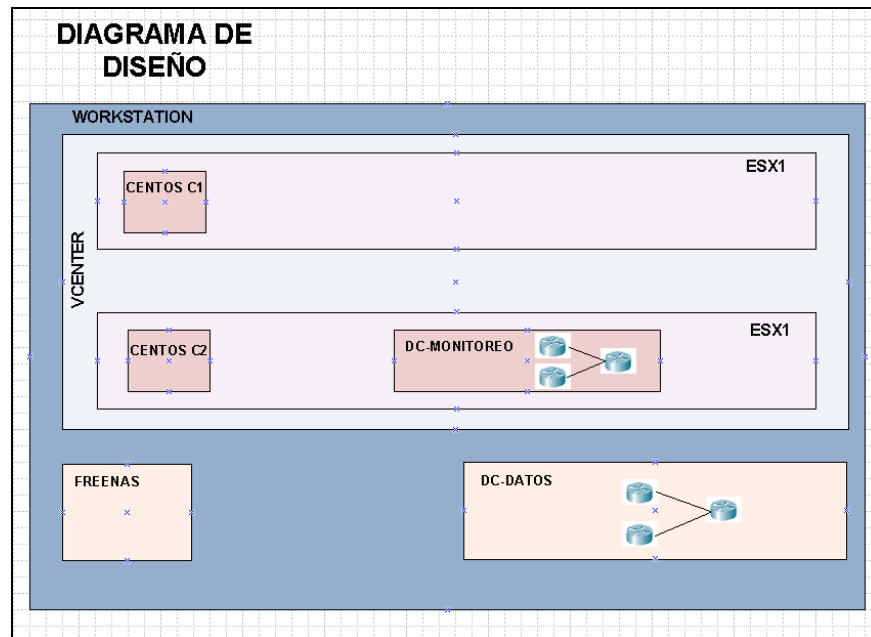 DIAGRAMA DE
DISEÑO
WORKSTATION
ESX1
CENTOS C1
VCENTER
ESX1
CENTOS C2
DC-MONITOREO
FREENAS
DC-DATOS